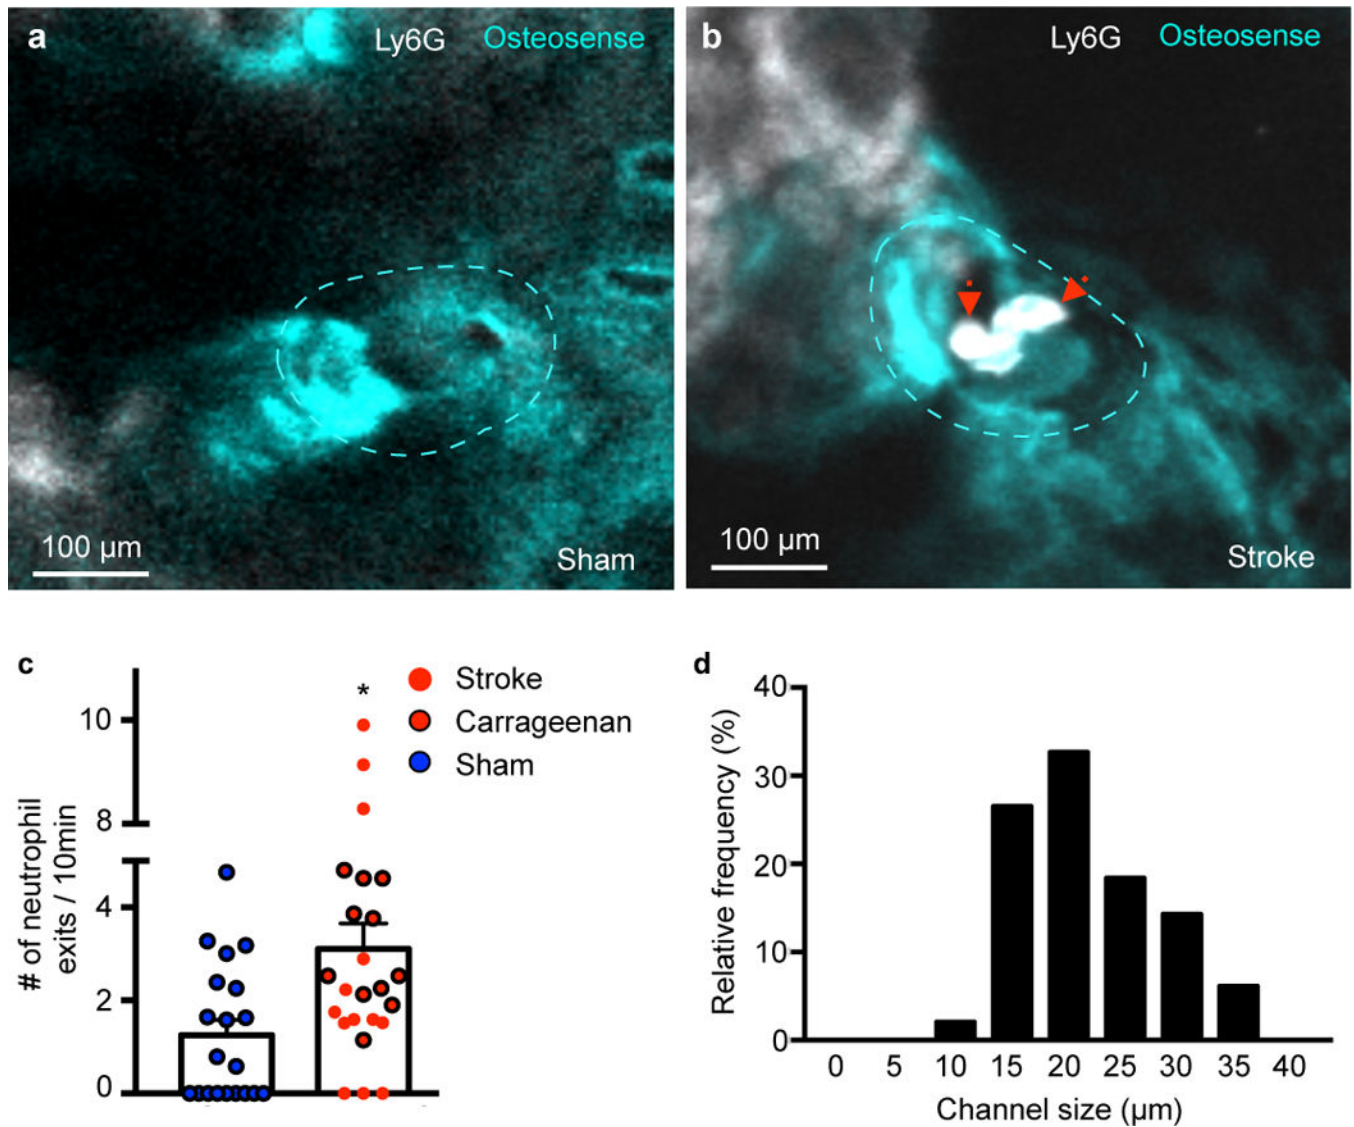 a
Ly6G Osteosense
100 µm
Sham
b
Ly6G Osteosense
100 µm
Stroke
c
# of neutrophil
exits / 10min
10
8
4
2
0
*
Stroke
Carrageenan
Sham
d
Relative frequency (%)
40
30
20
10
0
0 5 10 15 20 25 30 35 40
Channel size (µm)